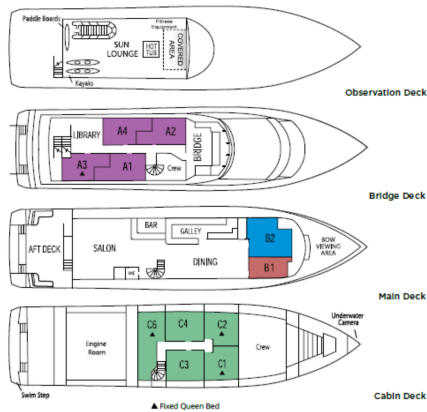 Paddle Boards
Fitness
Equipment
SUN
LOUNGE
HOT
TUB
COVERED
AREA
Kayaks
Observation Deck
LIBRARY
A4
A2
A3
A1
Crew
BRIDGE
Bridge Deck
AFT DECK
SALON
BAR
GALLEY
DINING
WC
B2
B1
BOW
VIEWING
AREA
Main Deck
Underwater
Camera
Engine
Room
C6
C4
C2
C3
C1
Crew
Swim Step
▲ Fixed Queen Bed
Cabin Deck